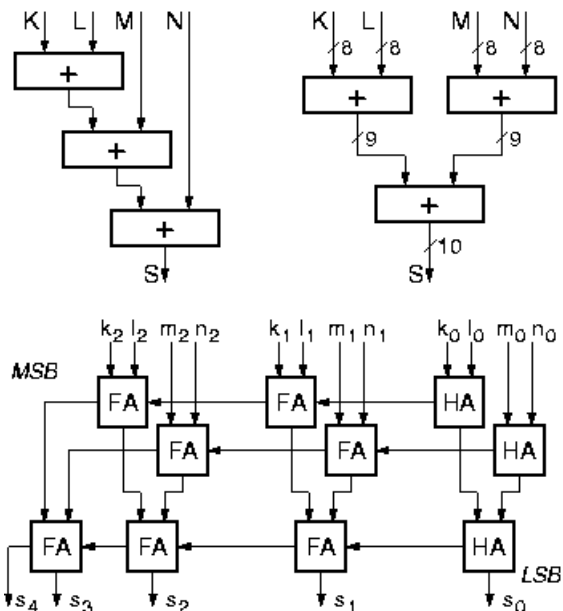 K L M N K L M N
8 8 8 8
+ + +
+
9 9
+ +
10
S S
k₂ l₂ m₂ n₂ k₁ l₁ m₁ n₁ k₀ l₀ m₀ n₀
MSB
FA FA HA
FA FA HA
FA FA FA HA
LSB
s₄ s₃ s₂ s₁ s₀